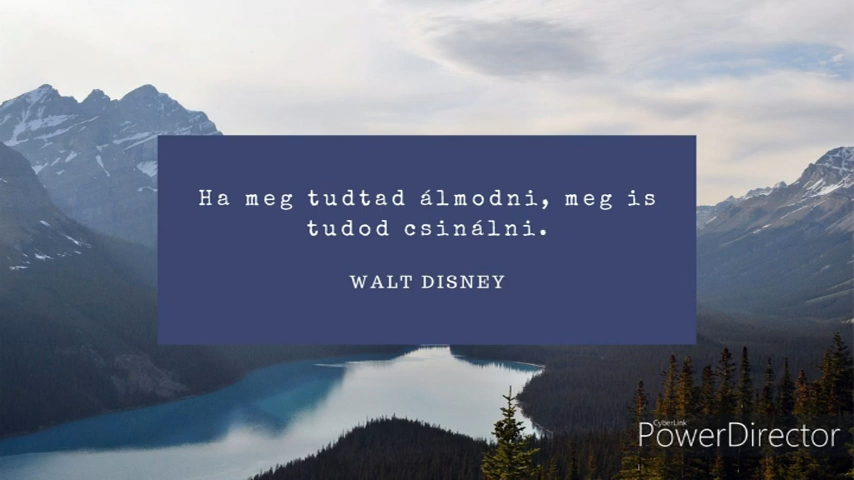 Ha meg tudtad álmodni, meg is
tudod csinálni.
WALT DISNEY
CyberLink
PowerDirector